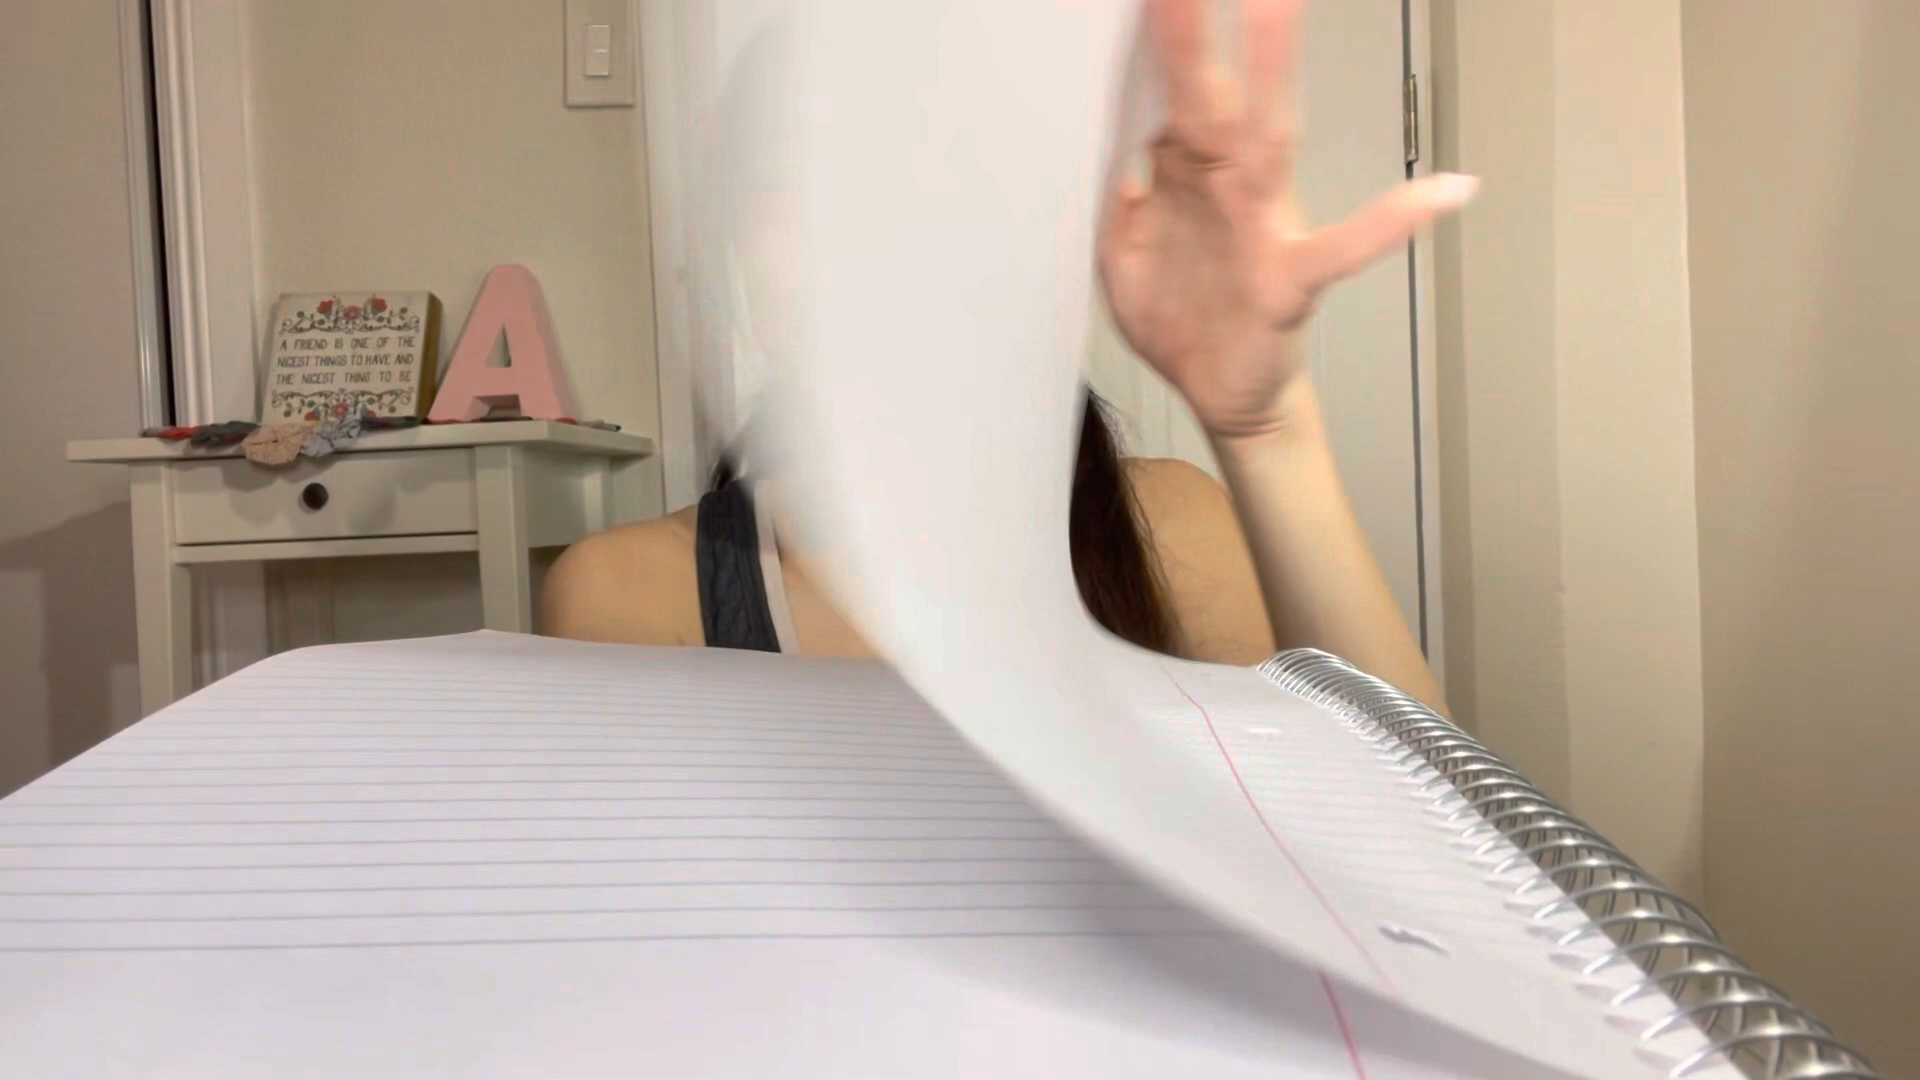 A FRIEND IS ONE OF THE
NICEST THINGS TO HAVE AND
THE NICEST THING TO BE
A